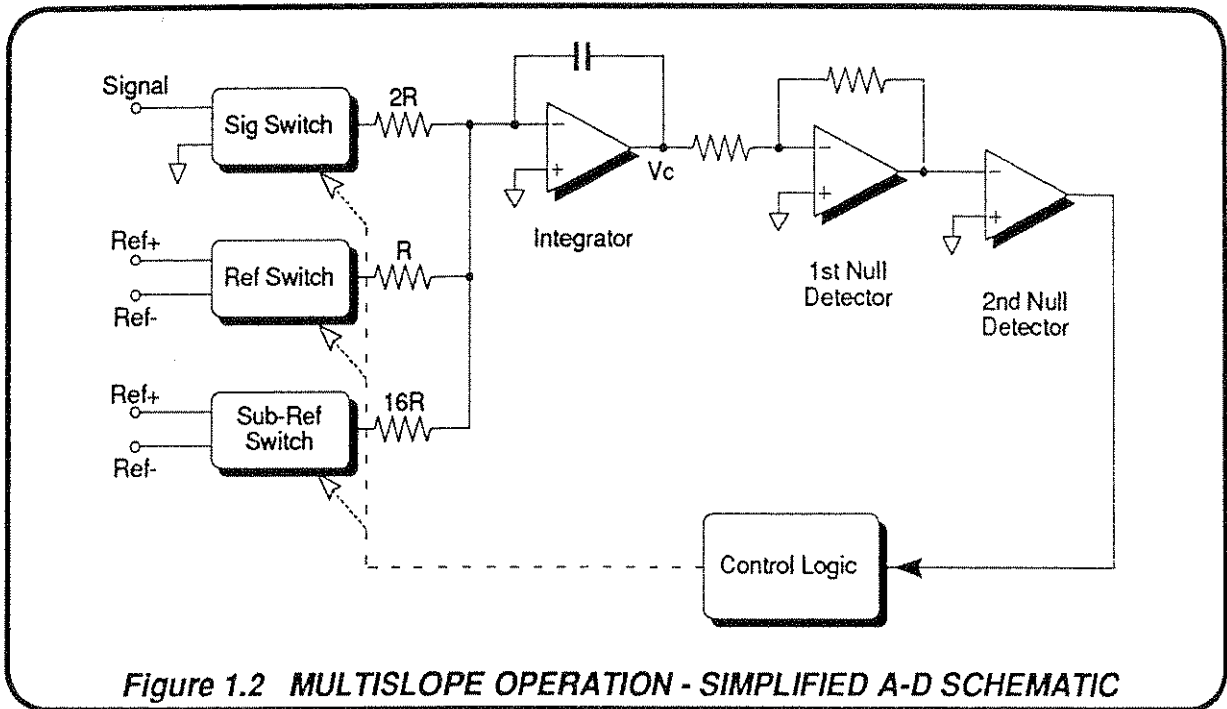 Signal
Sig Switch
2R
Vc
Integrator
Ref+
Ref-
Ref Switch
R
1st Null
Detector
2nd Null
Detector
Ref+
Ref-
Sub-Ref
Switch
16R
Control Logic
Figure 1.2 MULTISLOPE OPERATION - SIMPLIFIED A-D SCHEMATIC